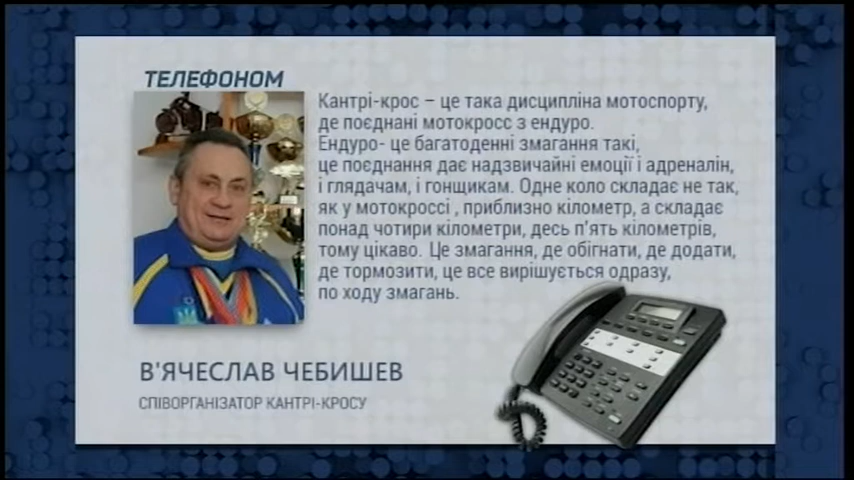 ТЕЛЕФОНОМ
Кантрі-крос – це така дисципліна мотоспорту,
де поєднані мотокросс з ендуро.
Ендуро- це багатоденні змагання такі,
це поєднання дає надзвичайні емоції і адреналін,
і глядачам, і гонщикам. Одне коло складає не так,
як у мотокроссі , приблизно кілометр, а складає
понад чотири кілометри, десь п'ять кілометрів,
тому цікаво. Це змагання, де обігнати, де додати,
де тормозити, це все вирішується одразу,
по ходу змагань.
В'ЯЧЕСЛАВ ЧЕБИШЕВ
СПІВОРГАНІЗАТОР КАНТРІ-КРОСУ